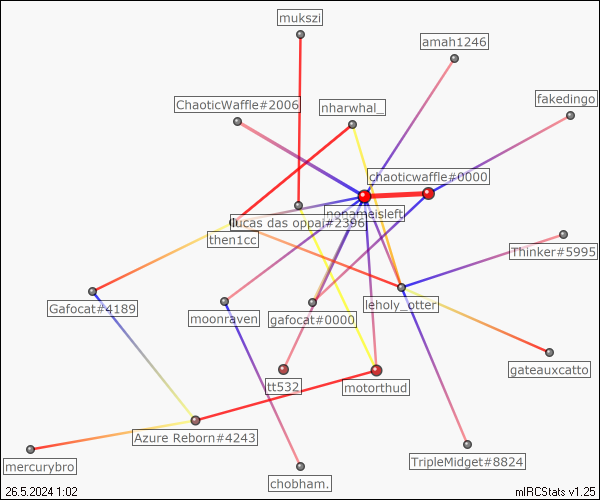 mukszi
amah1246
fakedingo
ChaoticWaffle#2006
nharwhal_
chaoticwaffle#0000
nonameisleft
lucas das oppai#2396
then1cc
Thinker#5995
Gafocat#4189
moonraven
gafocat#0000
leholy_otter
gateauxcatto
tt532
motorthud
Azure Reborn#4243
mercurybro
TripleMidget#8824
chobham.
26.5.2024 1:02
mIRCStats v1.25